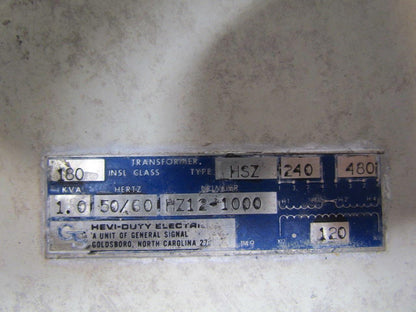 TRANSFORMER
180 INSL CLASS TYPE HSZ 240 480
KVA HERTZ
1.0 50/60 HZ12-1000
120
HEVI-DUTY ELECTRIC
A UNIT OF GENERAL SIGNAL
GOLDSBORO, NORTH CAROLINA 27